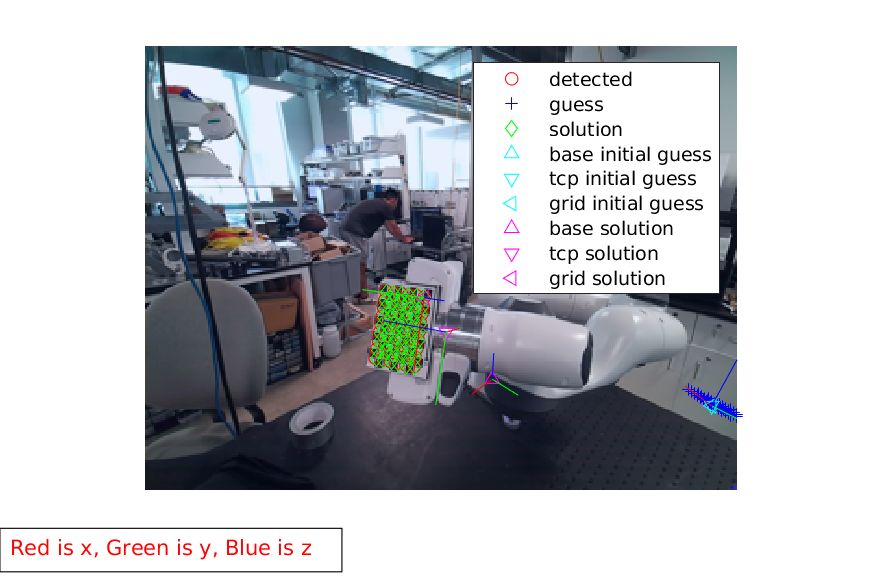 detected
guess
solution
base initial guess
tcp initial guess
grid initial guess
base solution
tcp solution
grid solution
Red is x, Green is y, Blue is z